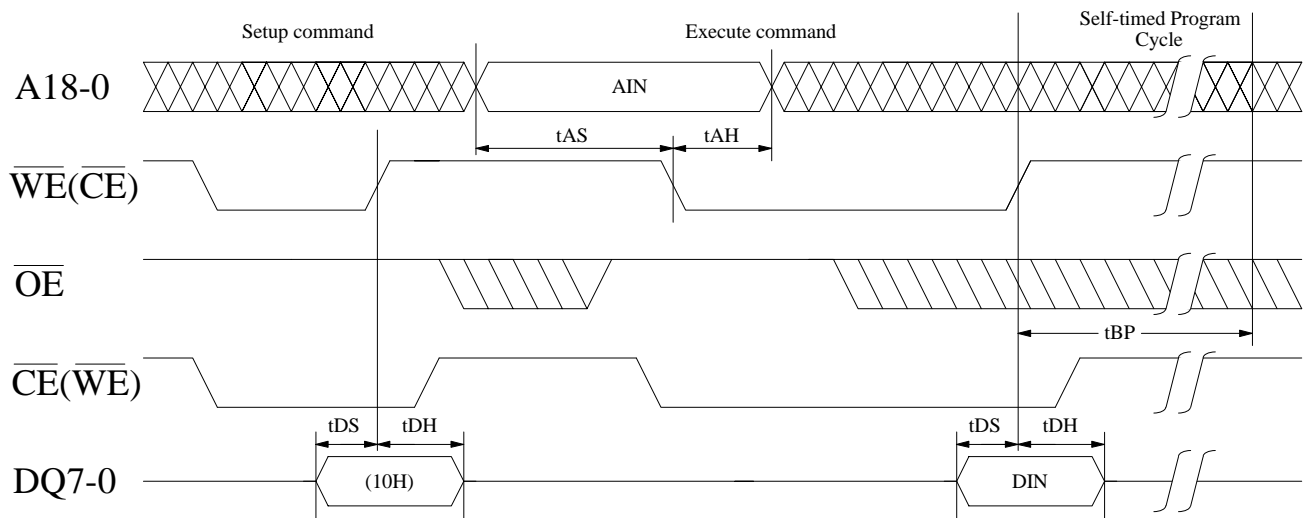 Setup command
Execute command
Self-timed Program
Cycle
A18-0
AIN
tAS
tAH
WE(CE)
OE
tBP
CE(WE)
tDS
tDH
tDS
tDH
DQ7-0
(10H)
DIN